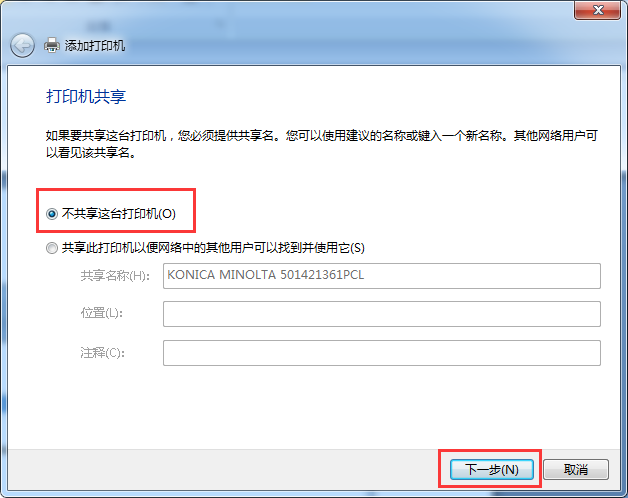 添加打印机
打印机共享
如果要共享这台打印机，您必须提供共享名。您可以使用建议的名称或键入一个新名称。其他网络用户可
以看见该共享名。
不共享这台打印机(O)
共享此打印机以便网络中的其他用户可以找到并使用它(S)
共享名称(H): KONICA MINOLTA 501421361PCL
位置(L):
注释(C):
下一步(N) 取消